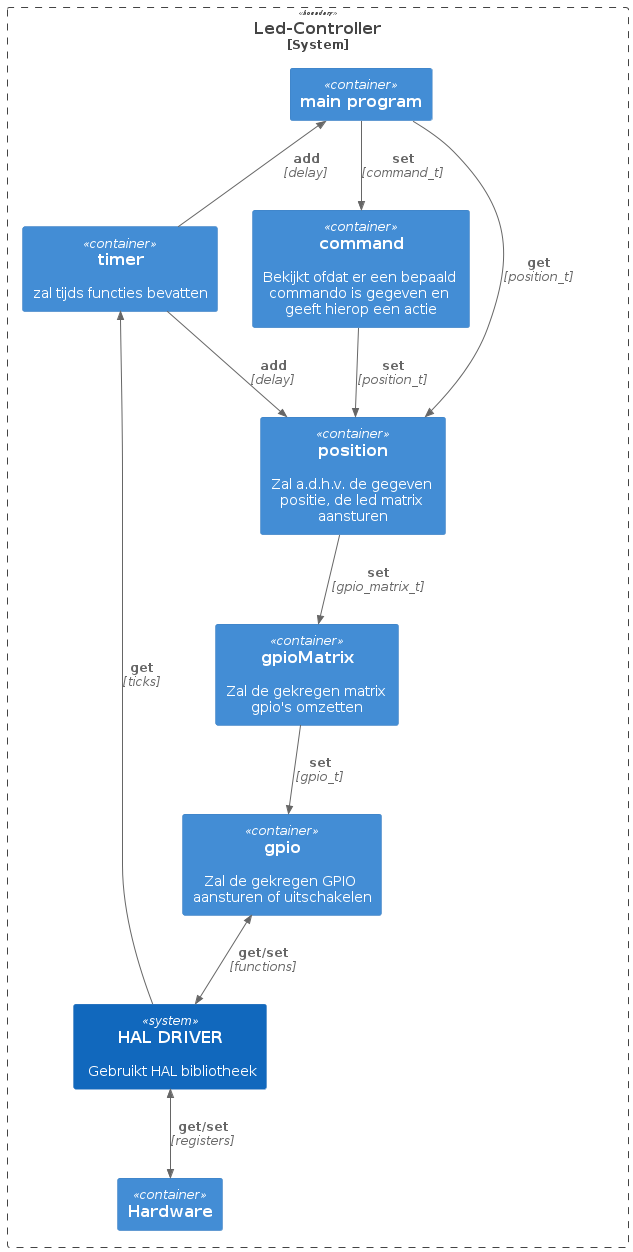 «boundary»
Led-Controller
[System]
«container»
main program
add
[delay]
set
[command_t]
«container»
timer
zal tijds functies bevatten
«container»
command
Bekijkt ofdat er een bepaald
commando is gegeven en
geeft hierop een actie
get
[position_t]
add
[delay]
set
[position_t]
«container»
position
Zal a.d.h.v. de gegeven
positie, de led matrix
aansturen
set
[gpio_matrix_t]
«container»
gpioMatrix
Zal de gekregen matrix
gpio's omzetten
get
[ticks]
set
[gpio_t]
«container»
gpio
Zal de gekregen GPIO
aansturen of uitschakelen
get/set
[functions]
«system»
HAL DRIVER
Gebruikt HAL bibliotheek
get/set
[registers]
«container»
Hardware